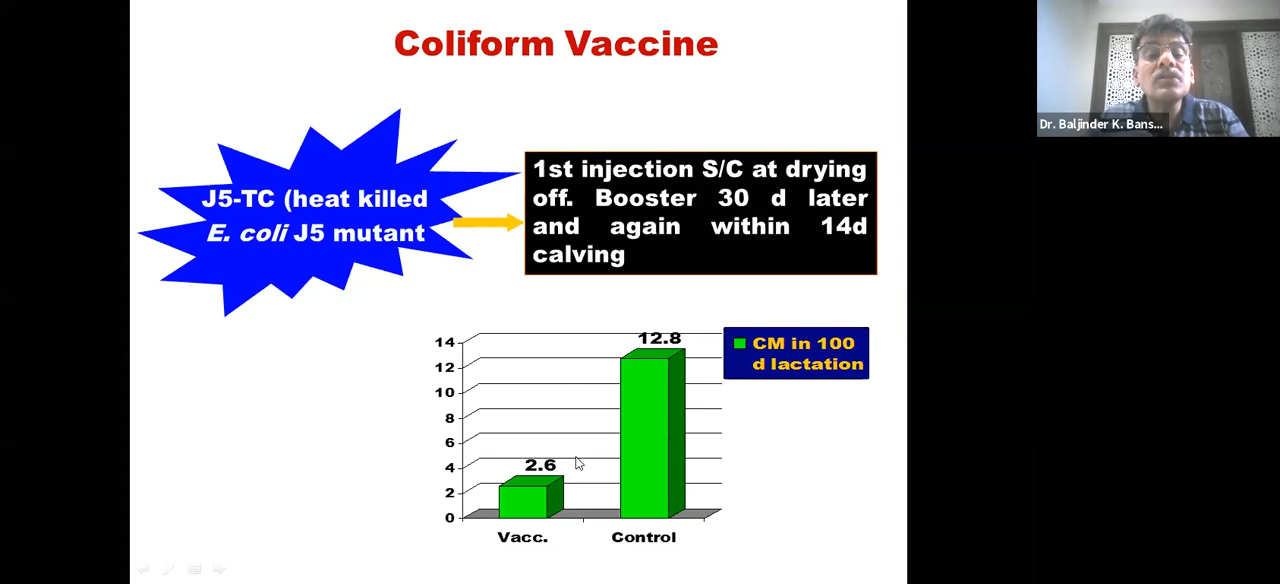 Coliform Vaccine
Dr. Baljinder K. Bans...
J5-TC (heat killed
E. coli J5 mutant
1st injection S/C at drying
off. Booster 30 d later
and again within 14d
calving
14
12
10
8
6
4
2
0
2.6
12.8
Vacc.
Control
CM in 100
d lactation